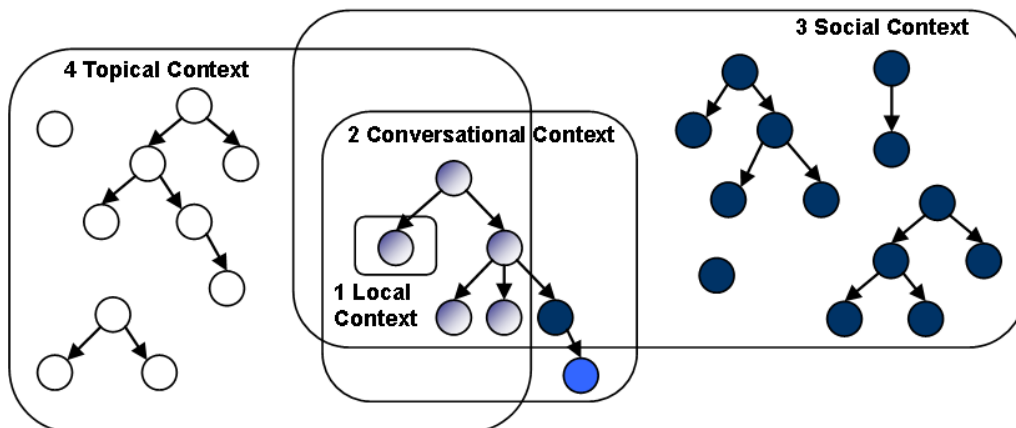 3 Social Context
4 Topical Context
2 Conversational Context
1 Local
Context